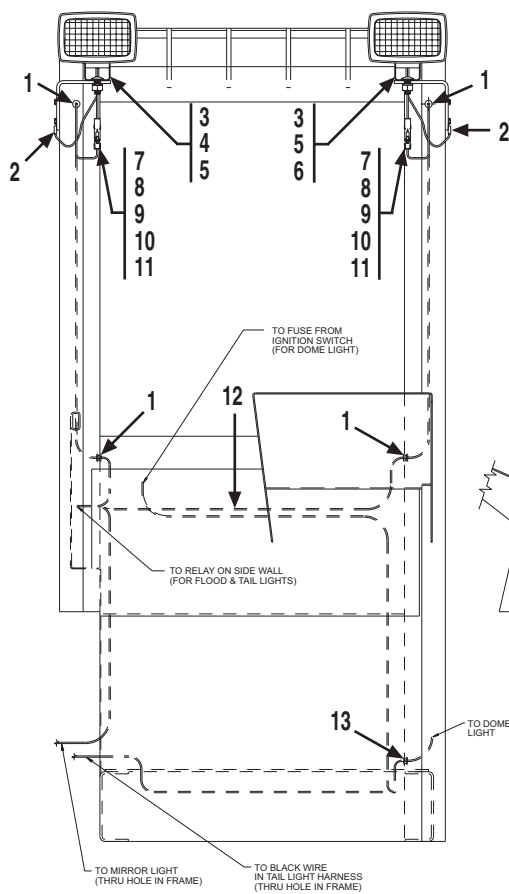 1
1
2
2
3
4
5
3
5
6
7
8
9
10
11
7
8
9
10
11
TO FUSE FROM
IGNITION SWITCH
(FOR DOME LIGHT)
1
12
1
TO RELAY ON SIDE WALL
(FOR FLOOD & TAIL LIGHTS)
13
TO DOME
LIGHT
TO MIRROR LIGHT
(THRU HOLE IN FRAME)
TO BLACK WIRE
IN TAIL LIGHT HARNESS
(THRU HOLE IN FRAME)